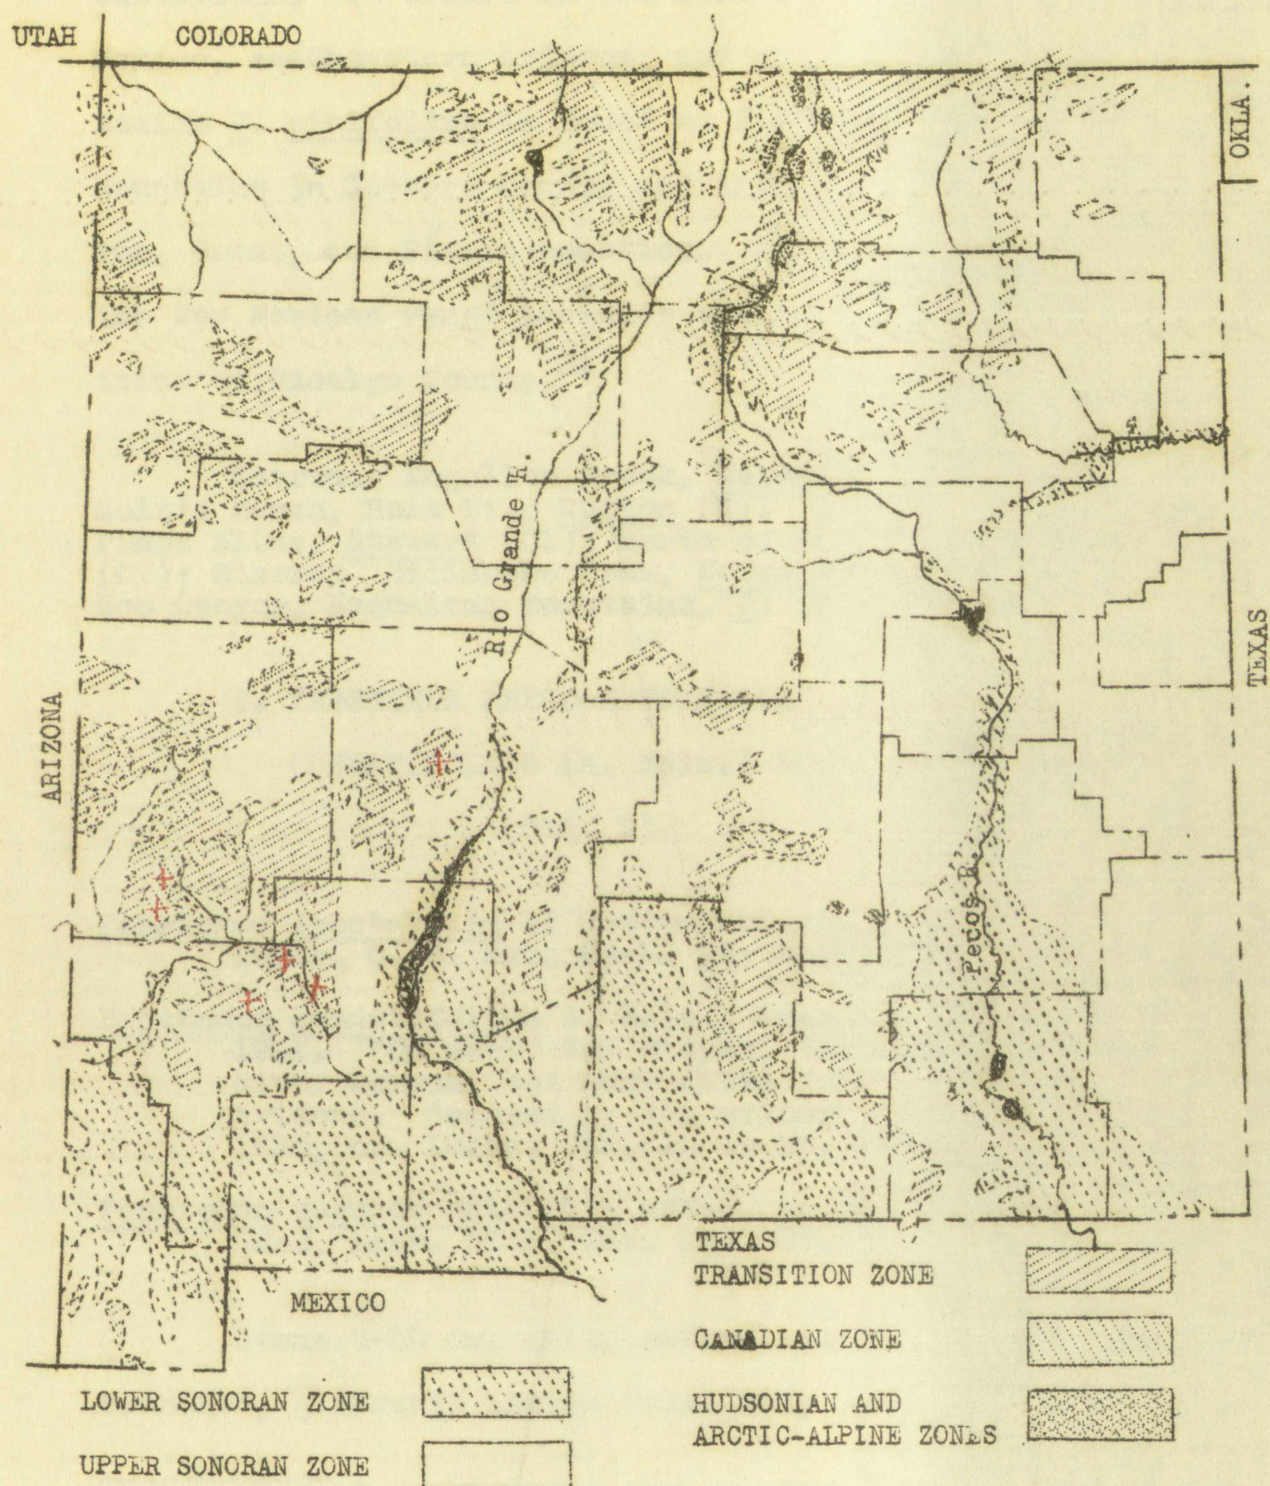 UTAH
COLORADO
OKLA.
Rio Grande R.
TEXAS
ARIZONA
Pecos R.
TEXAS
TRANSITION ZONE
MEXICO
CANADIAN ZONE
LOWER SONORAN ZONE
HUDSONIAN AND
ARCTIC-ALPINE ZONES
UPPER SONORAN ZONE